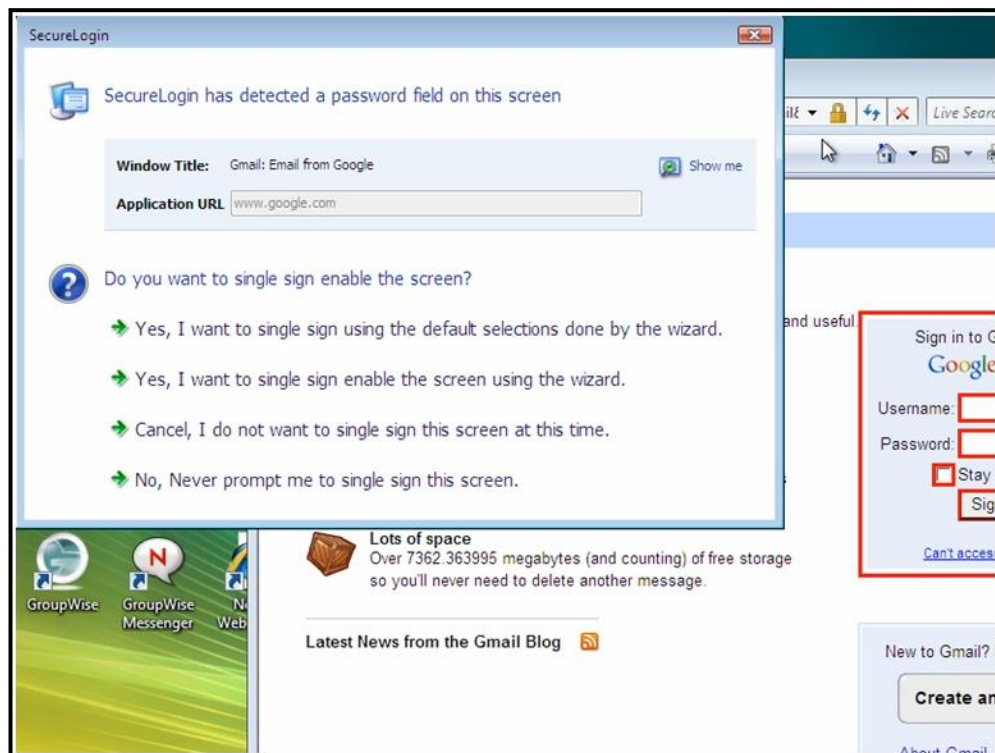 SecureLogin
SecureLogin has detected a password field on this screen
Window Title: Gmail: Email from Google
Show me
Application URL www.google.com
Do you want to single sign enable the screen?
Yes, I want to single sign using the default selections done by the wizard.
Yes, I want to single sign enable the screen using the wizard.
Cancel, I do not want to single sign this screen at this time.
No, Never prompt me to single sign this screen.
Live Sear
and useful.
Sign in to G
Google
Username:
Password:
Stay
Sig
Can't access
Lots of space
Over 7362.363995 megabytes (and counting) of free storage
so you'll never need to delete another message.
Latest News from the Gmail Blog
New to Gmail?
Create an
About Gmail
GroupWise
GroupWise
Messenger
N
Web